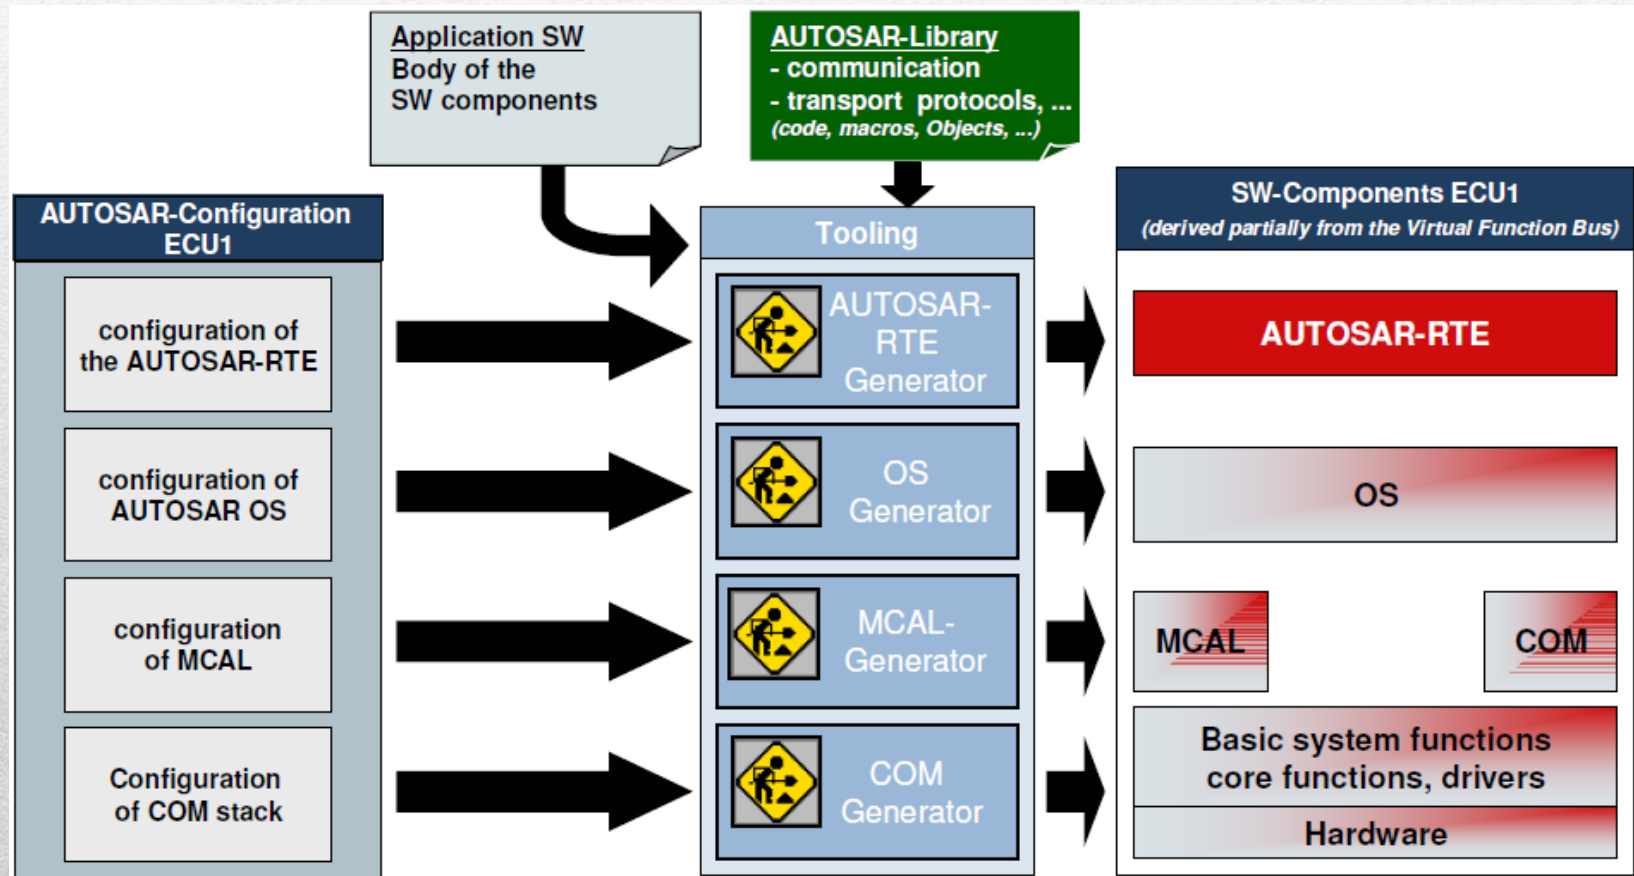 Application SW
Body of the
SW components
AUTOSAR-Library
- communication
- transport protocols, ...
(code, macros, Objects, ...)
AUTOSAR-Configuration
ECU1
configuration of
the AUTOSAR-RTE
configuration of
AUTOSAR OS
configuration
of MCAL
Configuration
of COM stack
Tooling
AUTOSAR-
RTE
Generator
OS
Generator
MCAL-
Generator
COM
Generator
SW-Components ECU1
(derived partially from the Virtual Function Bus)
AUTOSAR-RTE
OS
MCAL
COM
Basic system functions
core functions, drivers
Hardware